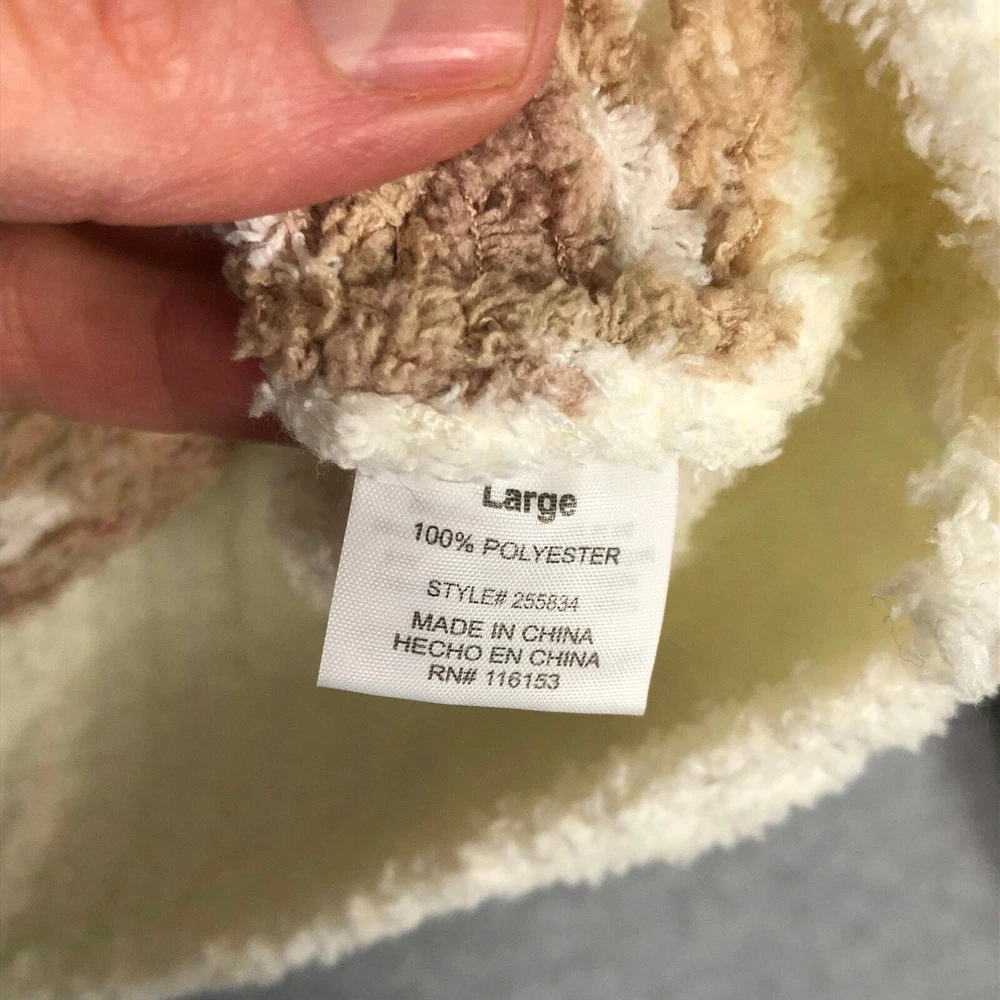 Large
100% POLYESTER
STYLE# 255834
MADE IN CHINA
HECHO EN CHINA
RN# 116153